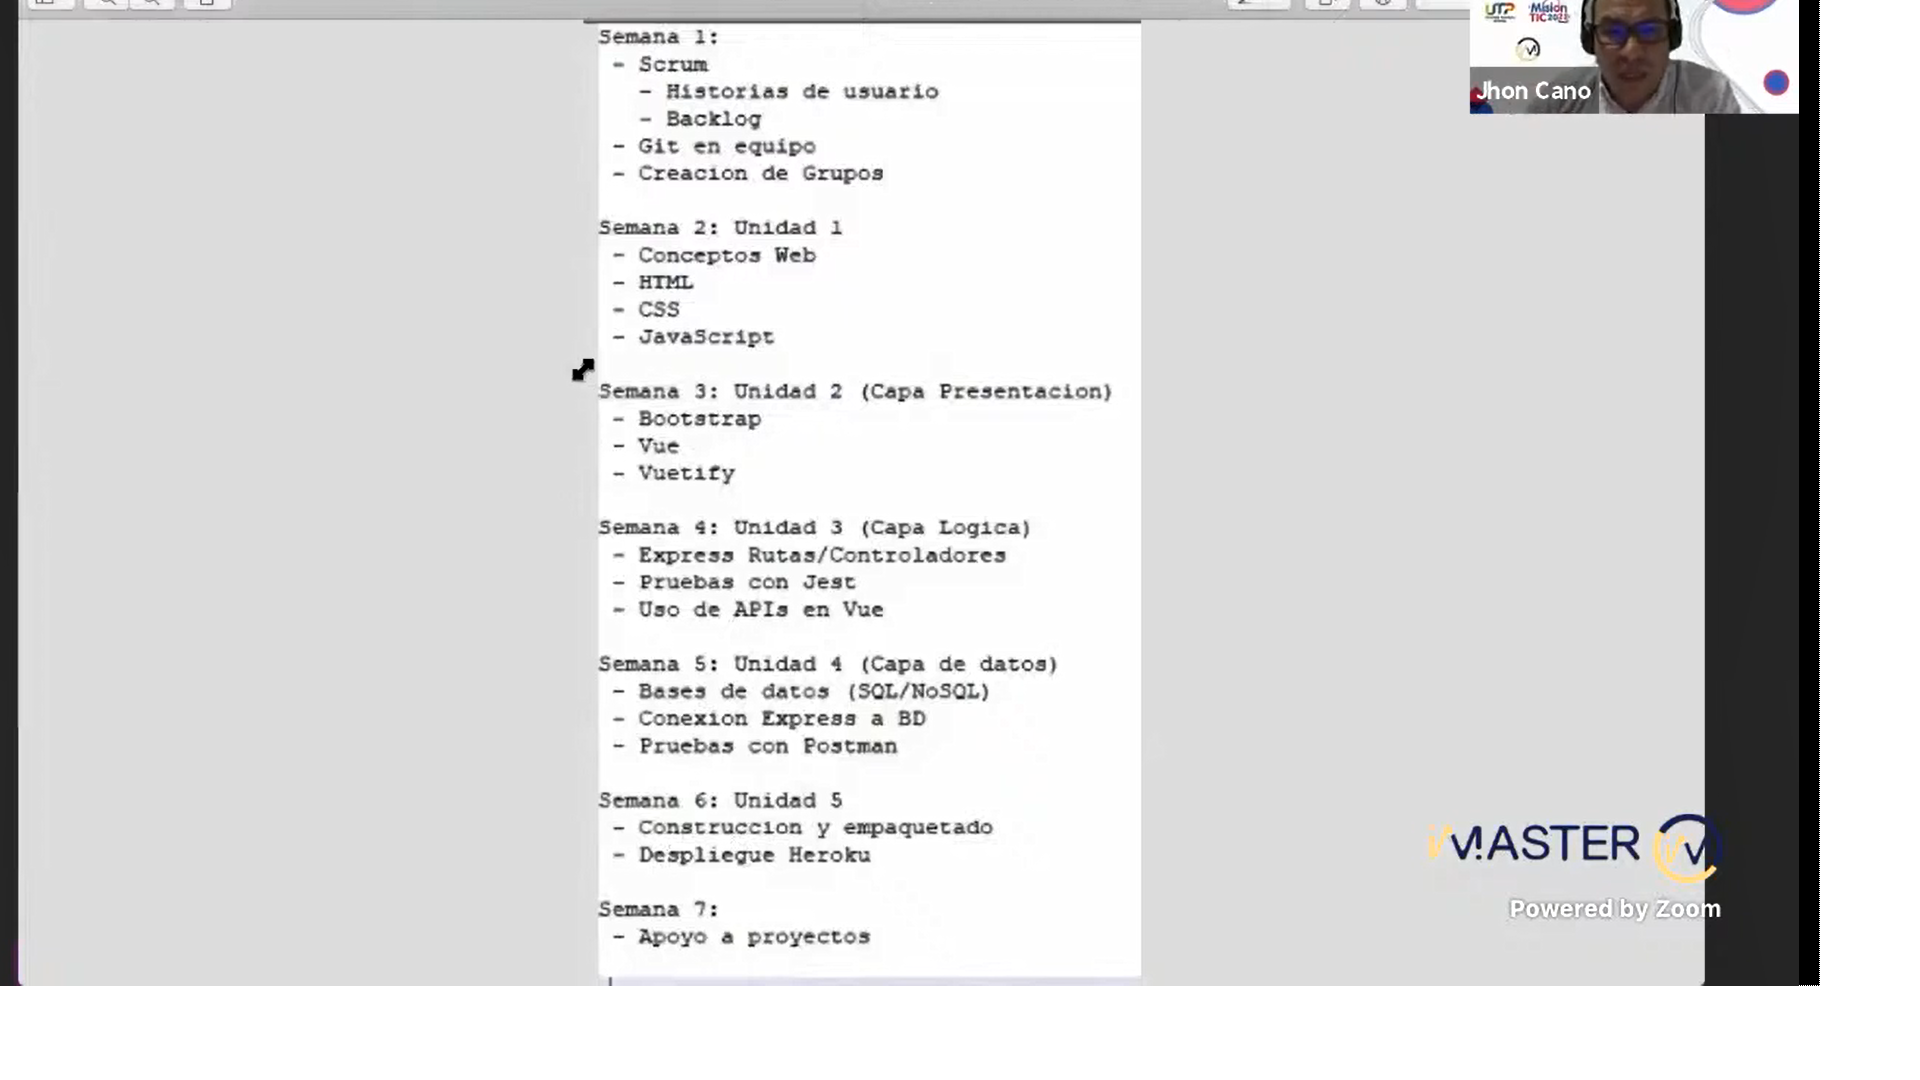 Semana 1:
- Scrum
- Historias de usuario
- Backlog
- Git en equipo
- Creacion de Grupos
Semana 2: Unidad 1
- Conceptos Web
- HTML
- CSS
- JavaScript
Semana 3: Unidad 2 (Capa Presentacion)
- Bootstrap
- Vue
- Vuetify
Semana 4: Unidad 3 (Capa Logica)
- Express Rutas/Controladores
- Pruebas con Jest
- Uso de APIs en Vue
Semana 5: Unidad 4 (Capa de datos)
- Bases de datos (SQL/NoSQL)
- Conexion Express a BD
- Pruebas con Postman
Semana 6: Unidad 5
- Construccion y empaquetado
- Despliegue Heroku
Semana 7:
- Apoyo a proyectos
UTP
Misión
TIC2022
Jhon Cano
MASTER
Powered by Zoom